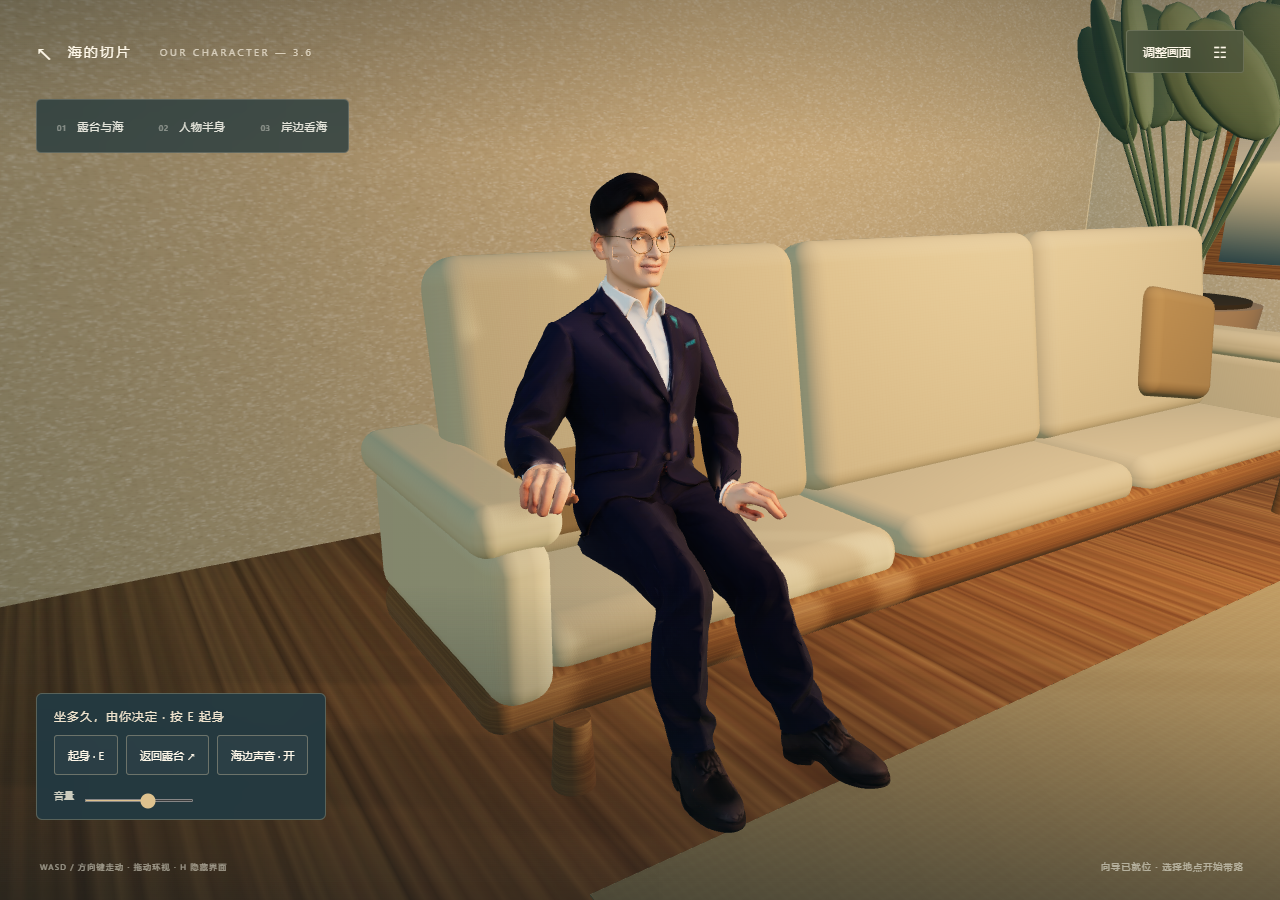 ↖ 海的切片 OUR CHARACTER — 3.6
调整画面 ☷
01 露台与海 02 人物半身 03 岸边看海
坐多久，由你决定 · 按 E 起身
起身 · E 返回露台 ↗ 海边声音 · 开
音量
WASD / 方向键走动 · 拖动环视 · H 隐藏界面
向导已就位 · 选择地点开始带路